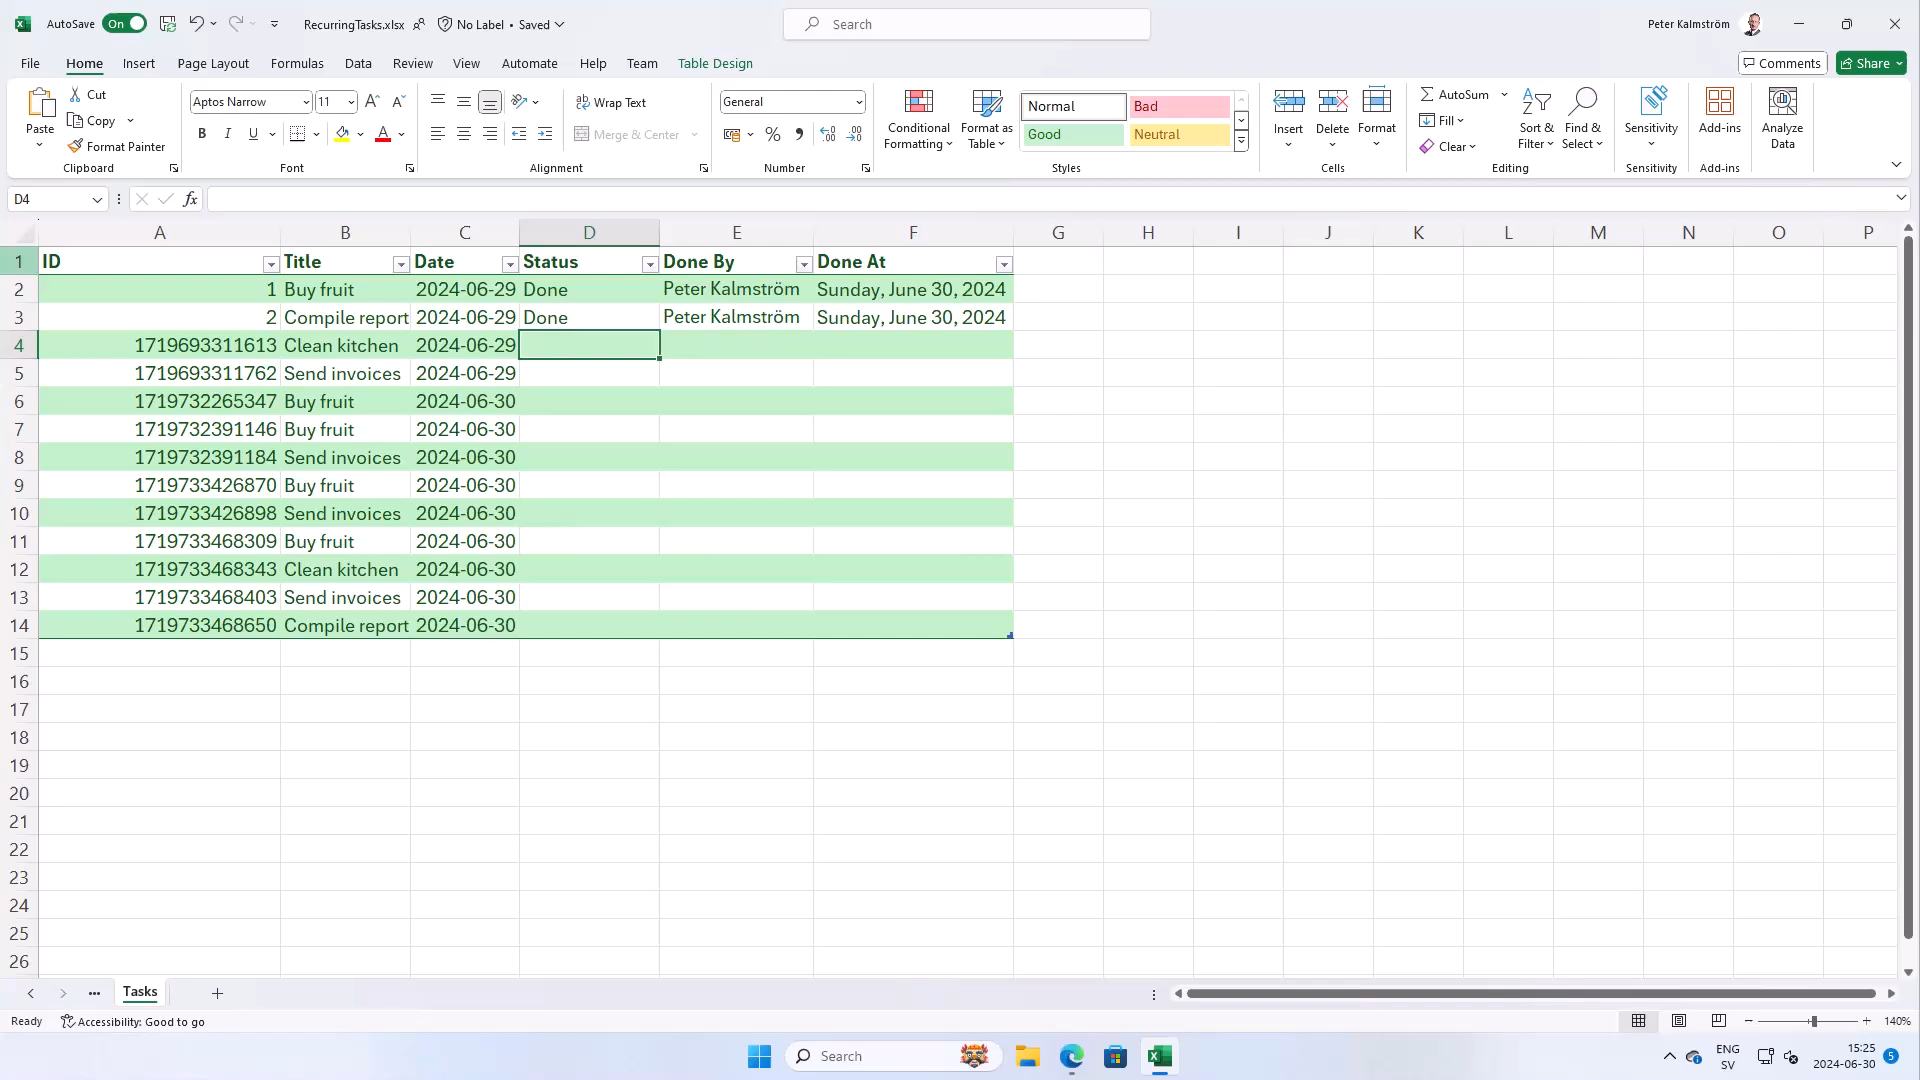 AutoSave On RecurringTasks.xlsx No Label • Saved Search Peter Kalmström
File Home Insert Page Layout Formulas Data Review View Automate Help Team Table Design Comments Share
Paste Cut Copy Format Painter Clipboard
Aptos Narrow 11 B I U A Font
Wrap Text Merge & Center Alignment
General % Number
Conditional Formatting Format as Table Normal Bad Good Neutral Styles
Insert Delete Format Cells
AutoSum Fill Clear Sort & Filter Find & Select Editing
Sensitivity Sensitivity
Add-ins Add-ins
Analyze Data
D4 fx
A B C D E F G H I J K L M N O P
1 ID Title Date Status Done By Done At
2 1 Buy fruit 2024-06-29 Done Peter Kalmström Sunday, June 30, 2024
3 2 Compile report 2024-06-29 Done Peter Kalmström Sunday, June 30, 2024
4 1719693311613 Clean kitchen 2024-06-29
5 1719693311762 Send invoices 2024-06-29
6 1719732265347 Buy fruit 2024-06-30
7 1719732391146 Buy fruit 2024-06-30
8 1719732391184 Send invoices 2024-06-30
9 1719733426870 Buy fruit 2024-06-30
10 1719733426898 Send invoices 2024-06-30
11 1719733468309 Buy fruit 2024-06-30
12 1719733468343 Clean kitchen 2024-06-30
13 1719733468403 Send invoices 2024-06-30
14 1719733468650 Compile report 2024-06-30
15
16
17
18
19
20
21
22
23
24
25
26
Tasks
Ready Accessibility: Good to go 140%
Search ENG 15:25
SV 2024-06-30 5